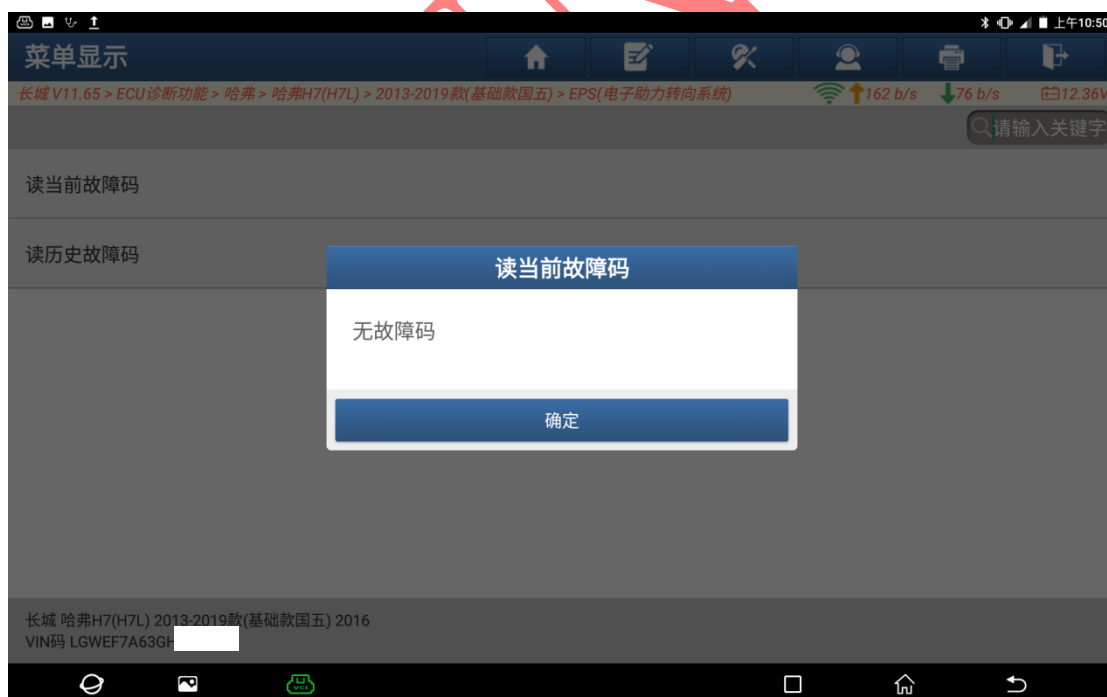 上午10:50
菜单显示
长城 V11.65 > ECU诊断功能 > 哈弗 > 哈弗H7(H7L) > 2013-2019款(基础款国五) > EPS(电子助力转向系统)
162 b/s
76 b/s
12.36V
请输入关键字
读当前故障码
读历史故障码
读当前故障码
无故障码
确定
长城 哈弗H7(H7L) 2013-2019款(基础款国五) 2016
VIN码 LGWEF7A63GH
VCI